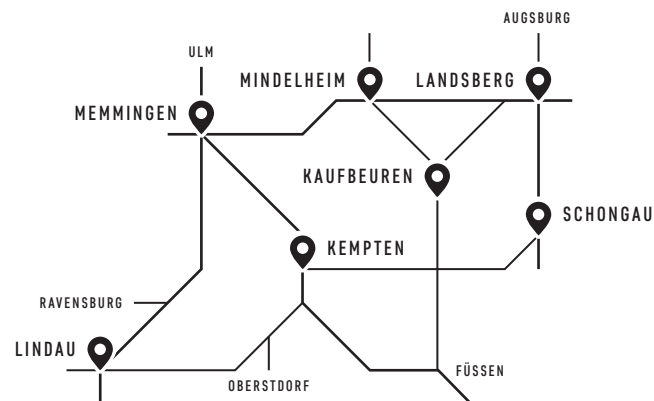 AUGSBURG
ULM
MINDELHEIM
LANDSBERG
MEMMINGEN
KAUFBEUREN
SCHONGAU
KEMPTEN
RAVENSBURG
LINDAU
FÜSSEN
OBERSTDORF